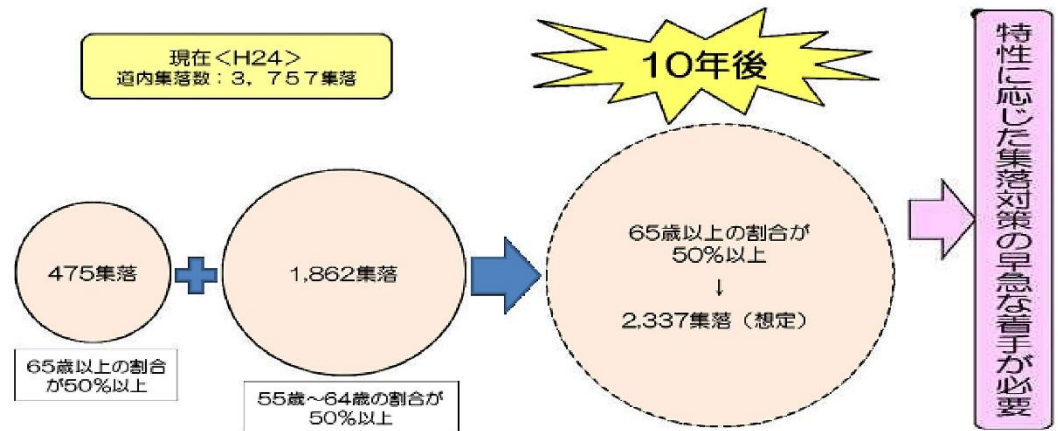 現在<H24>
道内集落数：3，757集落
10年後
475集落
1,862集落
65歳以上の割合が
50%以上
↓
2,337集落（想定）
65歳以上の割合
が50%以上
55歳～64歳の割合が
50%以上
特性に応じた集落対策の早急な着手が必要